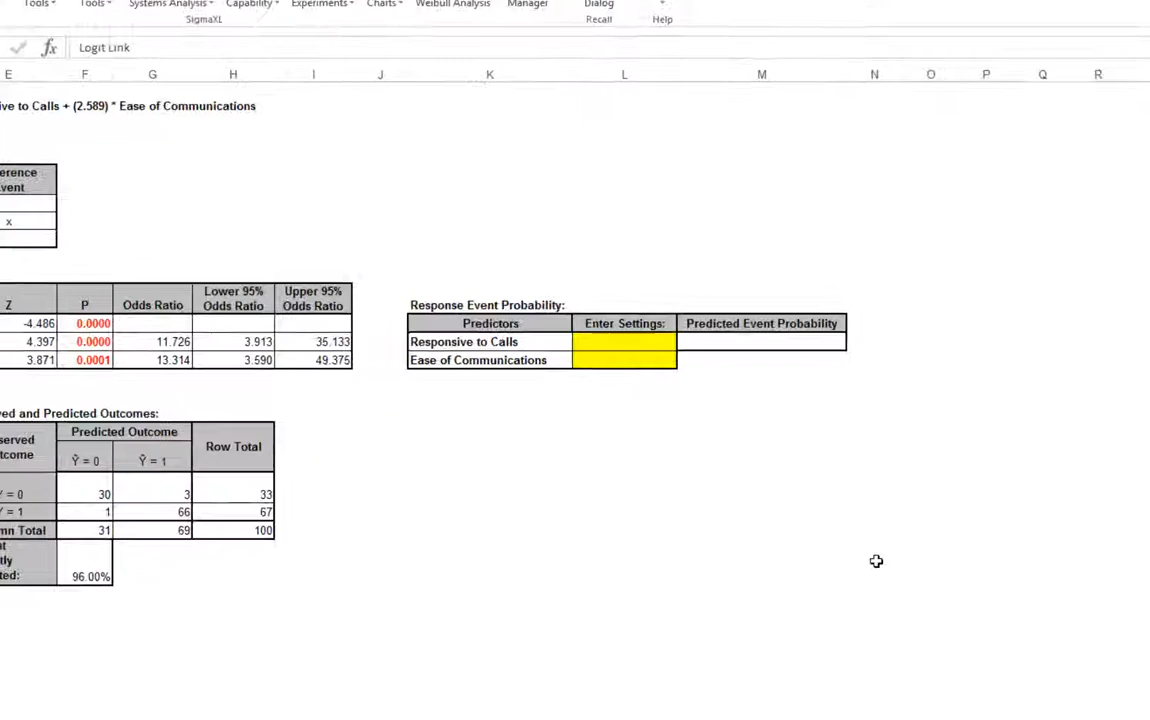 Tools Tools Systems Analysis Capability Experiments Charts Weibull Analysis Manager Dialog
SigmaXL Recall Help
fx Logit Link
E F G H I J K L M N O P Q R
ive to Calls + (2.589) * Ease of Communications
erence
vent
x
Z P Odds Ratio Lower 95% Odds Ratio Upper 95% Odds Ratio
-4.486 0.0000
4.397 0.0000 11.726 3.913 35.133
3.871 0.0001 13.314 3.590 49.375
Response Event Probability:
Predictors Enter Settings: Predicted Event Probability
Responsive to Calls
Ease of Communications
ved and Predicted Outcomes:
served
tcome
Predicted Outcome
Row Total
Ŷ = 0 Ŷ = 1
Y = 0 30 3 33
Y = 1 1 66 67
mn Total 31 69 100
t
tly
ted: 96.00%